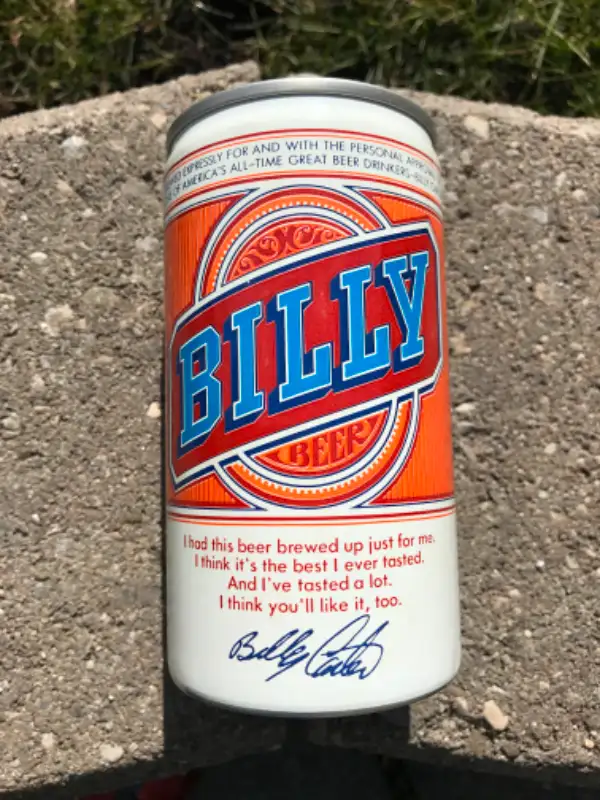 EXPRESSLY FOR AND WITH THE PERSONAL
OF AMERICA'S ALL-TIME GREAT BEER DRINKERS-BILLY
BILLY
BEER
I had this beer brewed up just for me.
I think it's the best I ever tasted.
And I've tasted a lot.
I think you'll like it, too.
Billy Carter